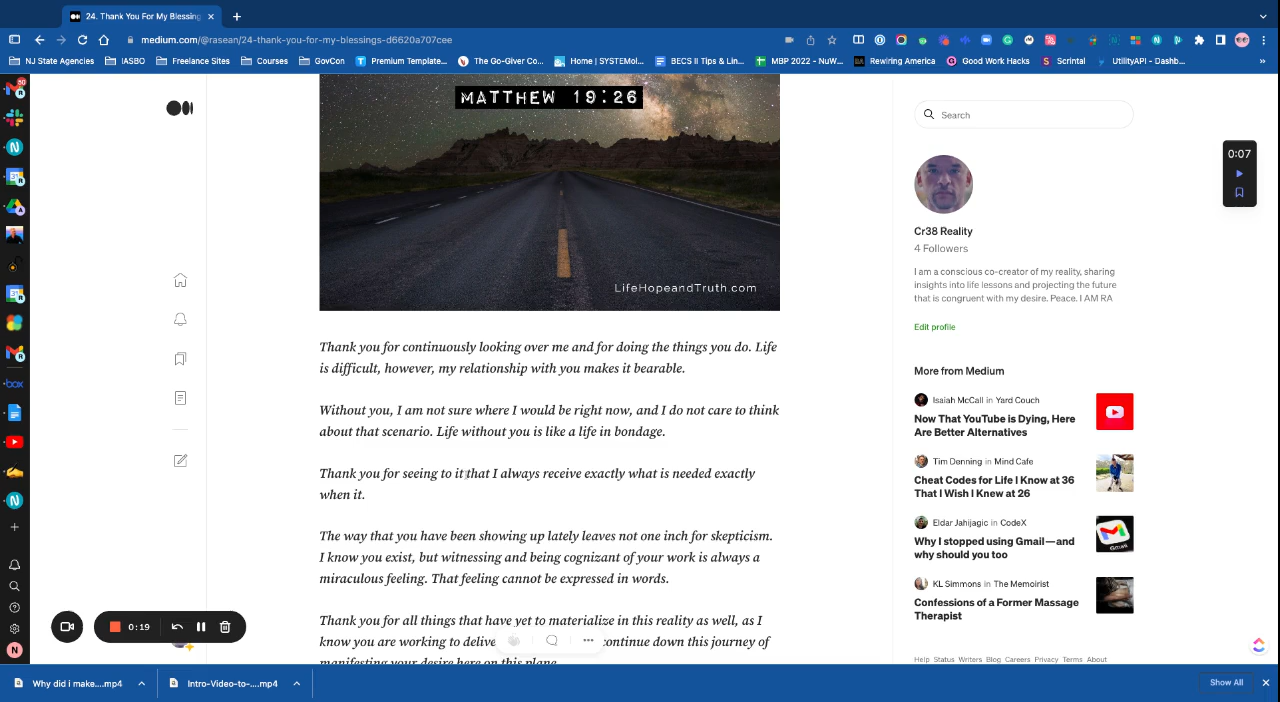 24. Thank You For My Blessing
medium.com/@rasean/24-thank-you-for-my-blessings-d6620a707cee
NJ State Agencies IASBO Freelance Sites Courses GovCon Premium Template... The Go-Giver Co... Home | SYSTEMol... BECS II Tips & Lin... MBP 2022 - NuW... Rewiring America Good Work Hacks Scrintal UtilityAPI - Dashb...
MATTHEW 19:26
LifeHopeandTruth.com
Thank you for continuously looking over me and for doing the things you do. Life
is difficult, however, my relationship with you makes it bearable.
Without you, I am not sure where I would be right now, and I do not care to think
about that scenario. Life without you is like a life in bondage.
Thank you for seeing to it that I always receive exactly what is needed exactly
when it.
The way that you have been showing up lately leaves not one inch for skepticism.
I know you exist, but witnessing and being cognizant of your work is always a
miraculous feeling. That feeling cannot be expressed in words.
Thank you for all things that have yet to materialize in this reality as well, as I
know you are working to delive continue down this journey of
manifesting your desire here on this plane
Search
Cr38 Reality
4 Followers
I am a conscious co-creator of my reality, sharing
insights into life lessons and projecting the future
that is congruent with my desire. Peace. I AM RA
Edit profile
More from Medium
Isaiah McCall in Yard Couch
Now That YouTube is Dying, Here
Are Better Alternatives
Tim Denning in Mind Cafe
Cheat Codes for Life I Know at 36
That I Wish I Knew at 26
Eldar Jahijagic in CodeX
Why I stopped using Gmail — and
why should you too
Gmail
KL Simmons in The Memoirist
Confessions of a Former Massage
Therapist
Help Status Writers Blog Careers Privacy Terms About
0:07
box
0:19
Why did i make....mp4
Intro-Video-to-....mp4
Show All